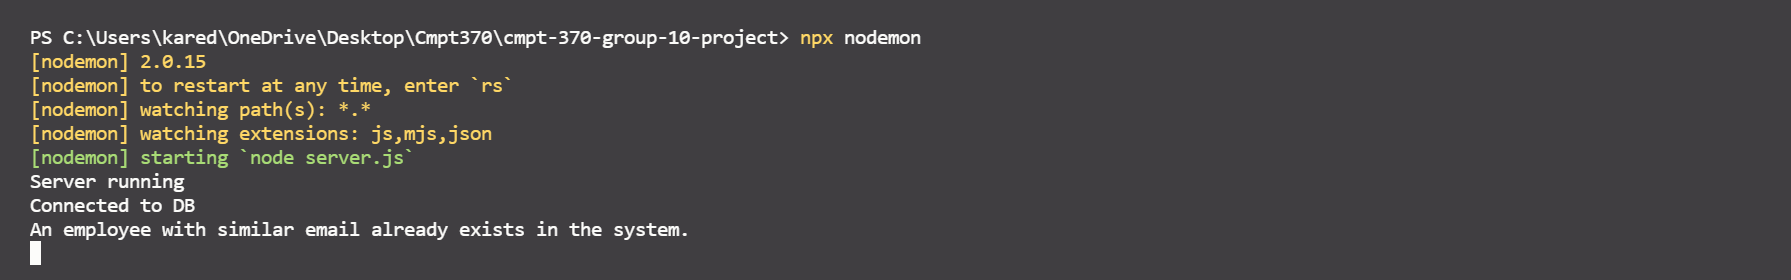 PS C:\Users\kared\OneDrive\Desktop\Cmpt370\cmpt-370-group-10-project> npx nodemon
[nodemon] 2.0.15
[nodemon] to restart at any time, enter `rs`
[nodemon] watching path(s): *.*
[nodemon] watching extensions: js,mjs,json
[nodemon] starting `node server.js`
Server running
Connected to DB
An employee with similar email already exists in the system.